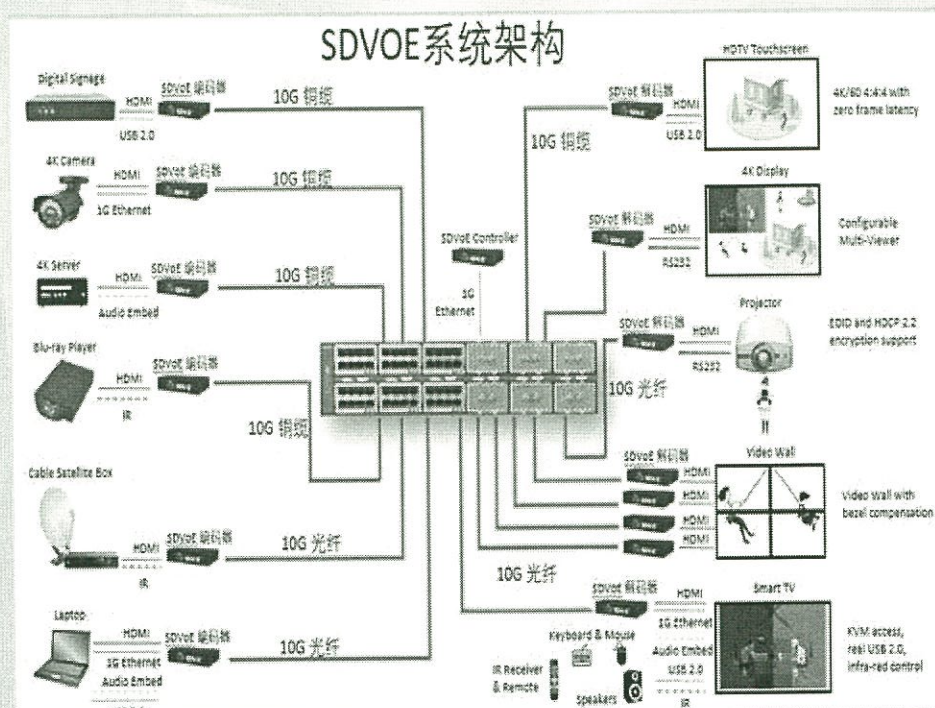 SDVOE系统架构
Digital Signage
HDMI
USB 2.0
SDVoE 编码器
10G 铜缆
4K Camera
HDMI
1G Ethernet
SDVoE 编码器
10G 铜缆
4K Server
HDMI
Audio Embed
SDVoE 编码器
10G 铜缆
Blu-ray Player
HDMI
IR
SDVoE 编码器
10G 铜缆
Cable Satellite Box
HDMI
IR
SDVoE 编码器
10G 光纤
Laptop
HDMI
1G Ethernet
Audio Embed
SDVoE 编码器
10G 光纤
SDVoE Controller
1G
Ethernet
HDTV Touchscreen
SDVoE 解码器
HDMI
USB 2.0
10G 铜缆
4K/60 4:4:4 with
zero frame latency
4K Display
SDVoE 解码器
HDMI
RS232
Configurable
Multi-Viewer
Projector
SDVoE 解码器
HDMI
RS232
10G 光纤
EDID and HDCP 2.2
encryption support
Video Wall
SDVoE 解码器
HDMI
HDMI
HDMI
HDMI
Video Wall with
bezel compensation
10G 光纤
Smart TV
SDVoE 解码器
HDMI
1G Ethernet
Audio Embed
USB 2.0
IR
Keyboard & Mouse
IR Receiver
& Remote
Speakers
KVM access,
real USB 2.0,
infra-red control